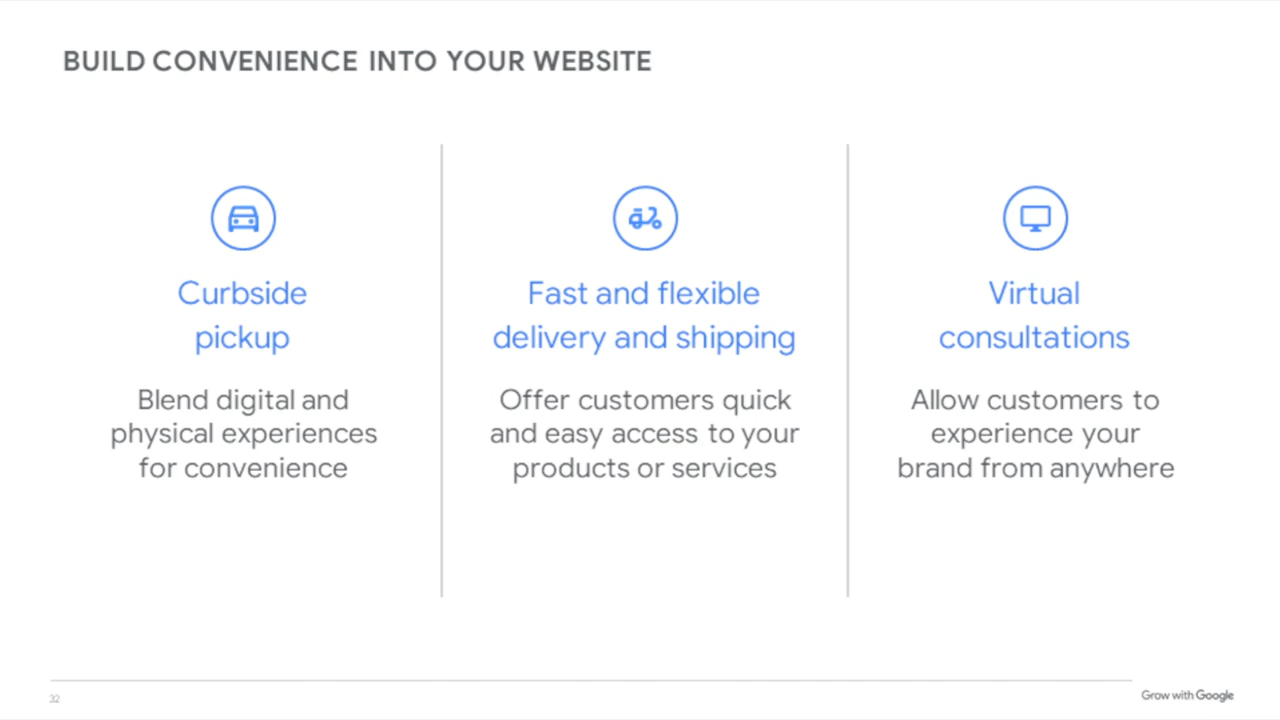 BUILD CONVENIENCE INTO YOUR WEBSITE
Curbside
pickup
Blend digital and
physical experiences
for convenience
Fast and flexible
delivery and shipping
Offer customers quick
and easy access to your
products or services
Virtual
consultations
Allow customers to
experience your
brand from anywhere
32
Grow with Google